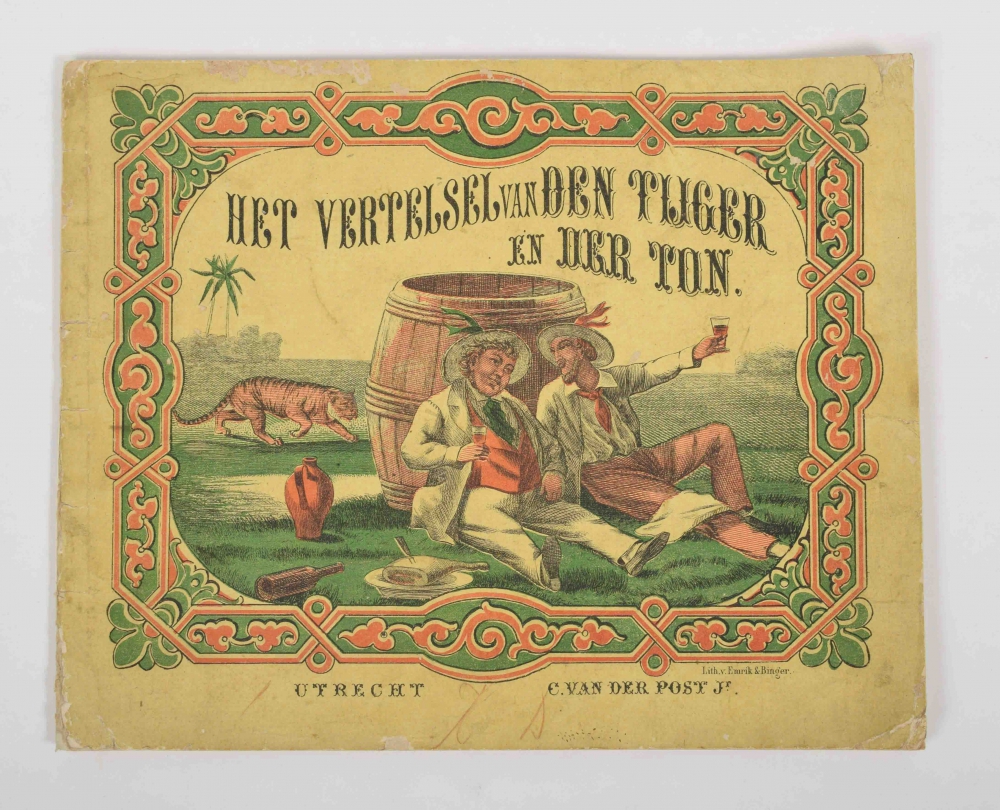 HET VERTELSEL VAN DEN TIJGER
EN DER TON.
Lith. v. Emrik & Binger.
UTRECHT C. VAN DER POST Jr.